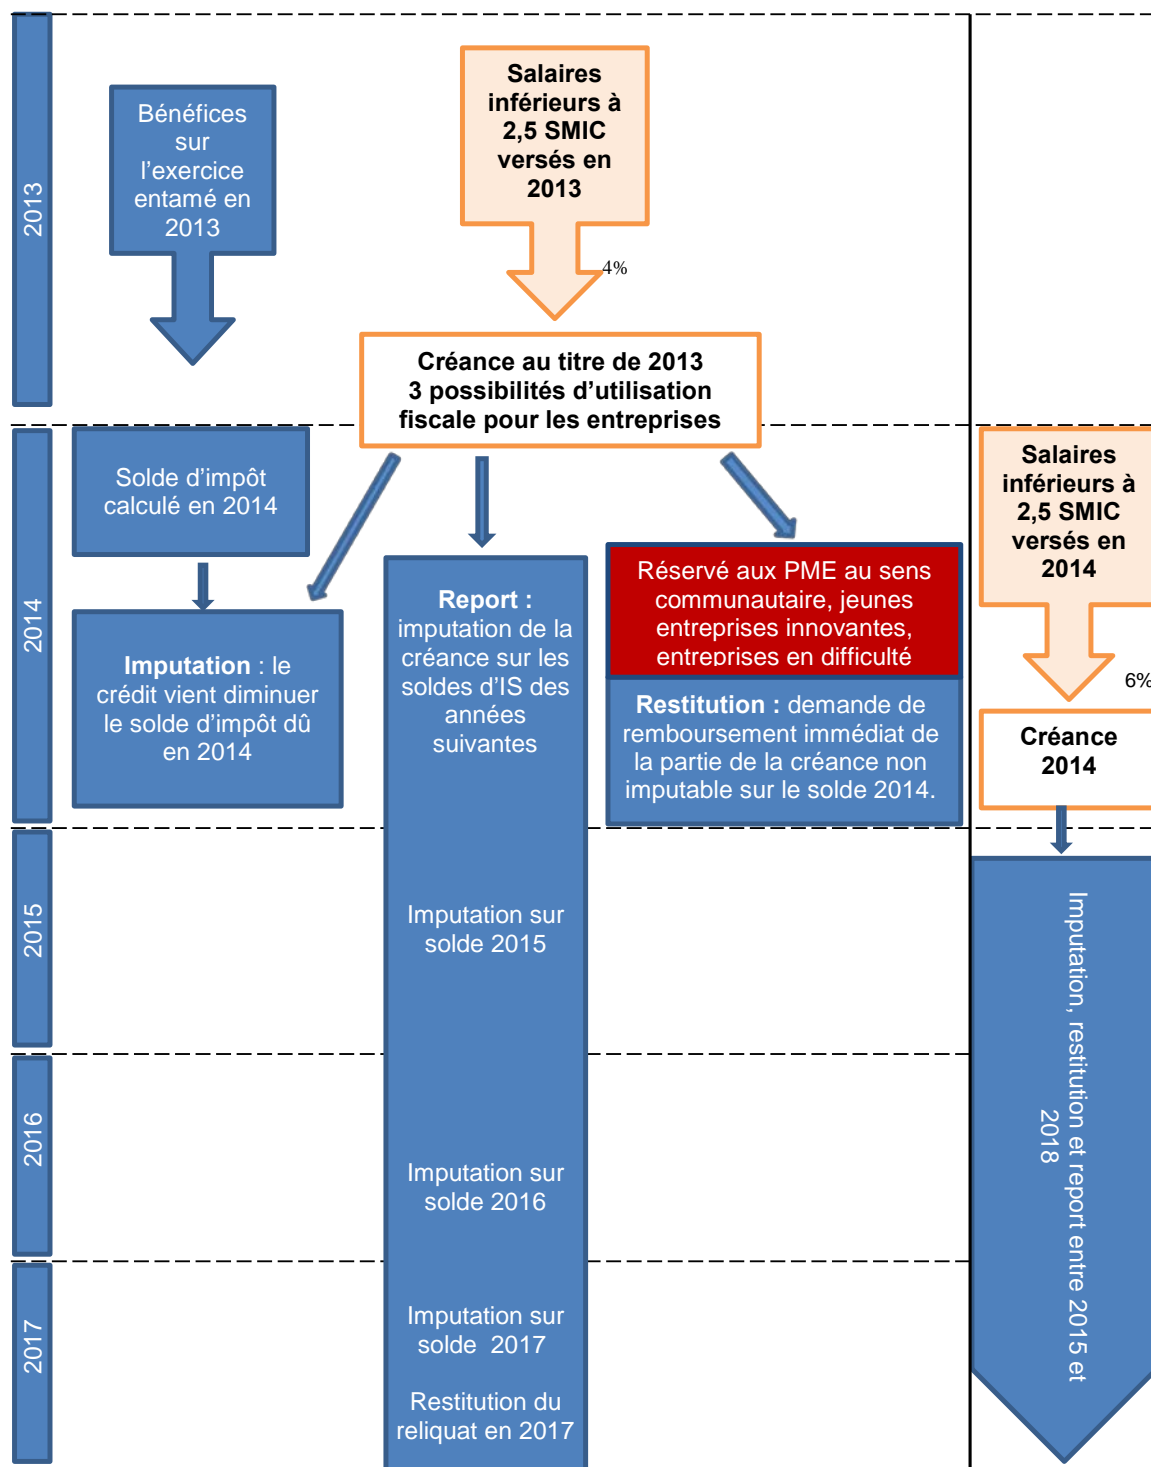 2013
Bénéfices
sur
l’exercice
entamé en
2013
Salaires
inférieurs à
2,5 SMIC
versés en
2013
4%
Créance au titre de 2013
3 possibilités d’utilisation
fiscale pour les entreprises
2014
Solde d’impôt
calculé en 2014
Imputation : le
crédit vient diminuer
le solde d’impôt dû
en 2014
Report :
imputation de la
créance sur les
soldes d’IS des
années
suivantes
Réservé aux PME au sens
communautaire, jeunes
entreprises innovantes,
entreprises en difficulté
Restitution : demande de
remboursement immédiat de
la partie de la créance non
imputable sur le solde 2014.
Salaires
inférieurs à
2,5 SMIC
versés en
2014
6%
Créance
2014
2015
Imputation sur
solde 2015
2016
Imputation sur
solde 2016
2017
Imputation sur
solde 2017
Restitution du
reliquat en 2017
Imputation, restitution et report entre 2015 et
2018